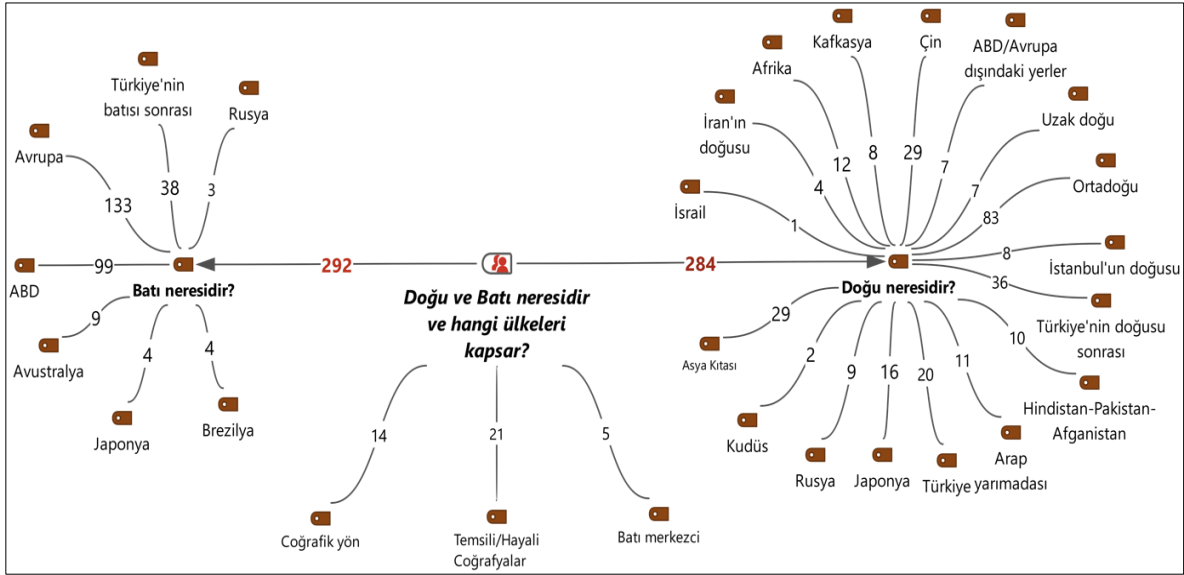 Türkiye'nin
batısı sonrası
Rusya
Avrupa
133
38
3
ABD
99
Batı neresidir?
9
Avustralya
4
Japonya
4
Brezilya
292
284
Doğu ve Batı neresidir
ve hangi ülkeleri
kapsar?
14
21
5
Coğrafik yön
Temsili/Hayali
Coğrafyalar
Batı merkezci
Kafkasya
Çin
ABD/Avrupa
dışındaki yerler
Afrika
Uzak doğu
İran'ın
doğusu
Ortadoğu
İsrail
12
8
29
7
4
7
83
1
8
İstanbul'un doğusu
Doğu neresidir?
36
Türkiye'nin doğusu
sonrası
29
Asya Kıtası
2
9
16
20
11
10
Hindistan-Pakistan-
Afganistan
Kudüs
Rusya
Japonya
Türkiye
Arap
yarımadası